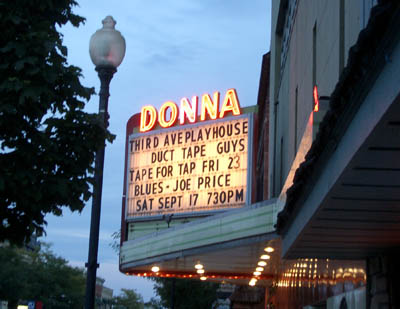 DONNA
THIRD AVE PLAYHOUSE
DUCT TAPE GUYS
TAPE FOR TAP FRI 23
BLUES - JOE PRICE
SAT SEPT 17 730PM